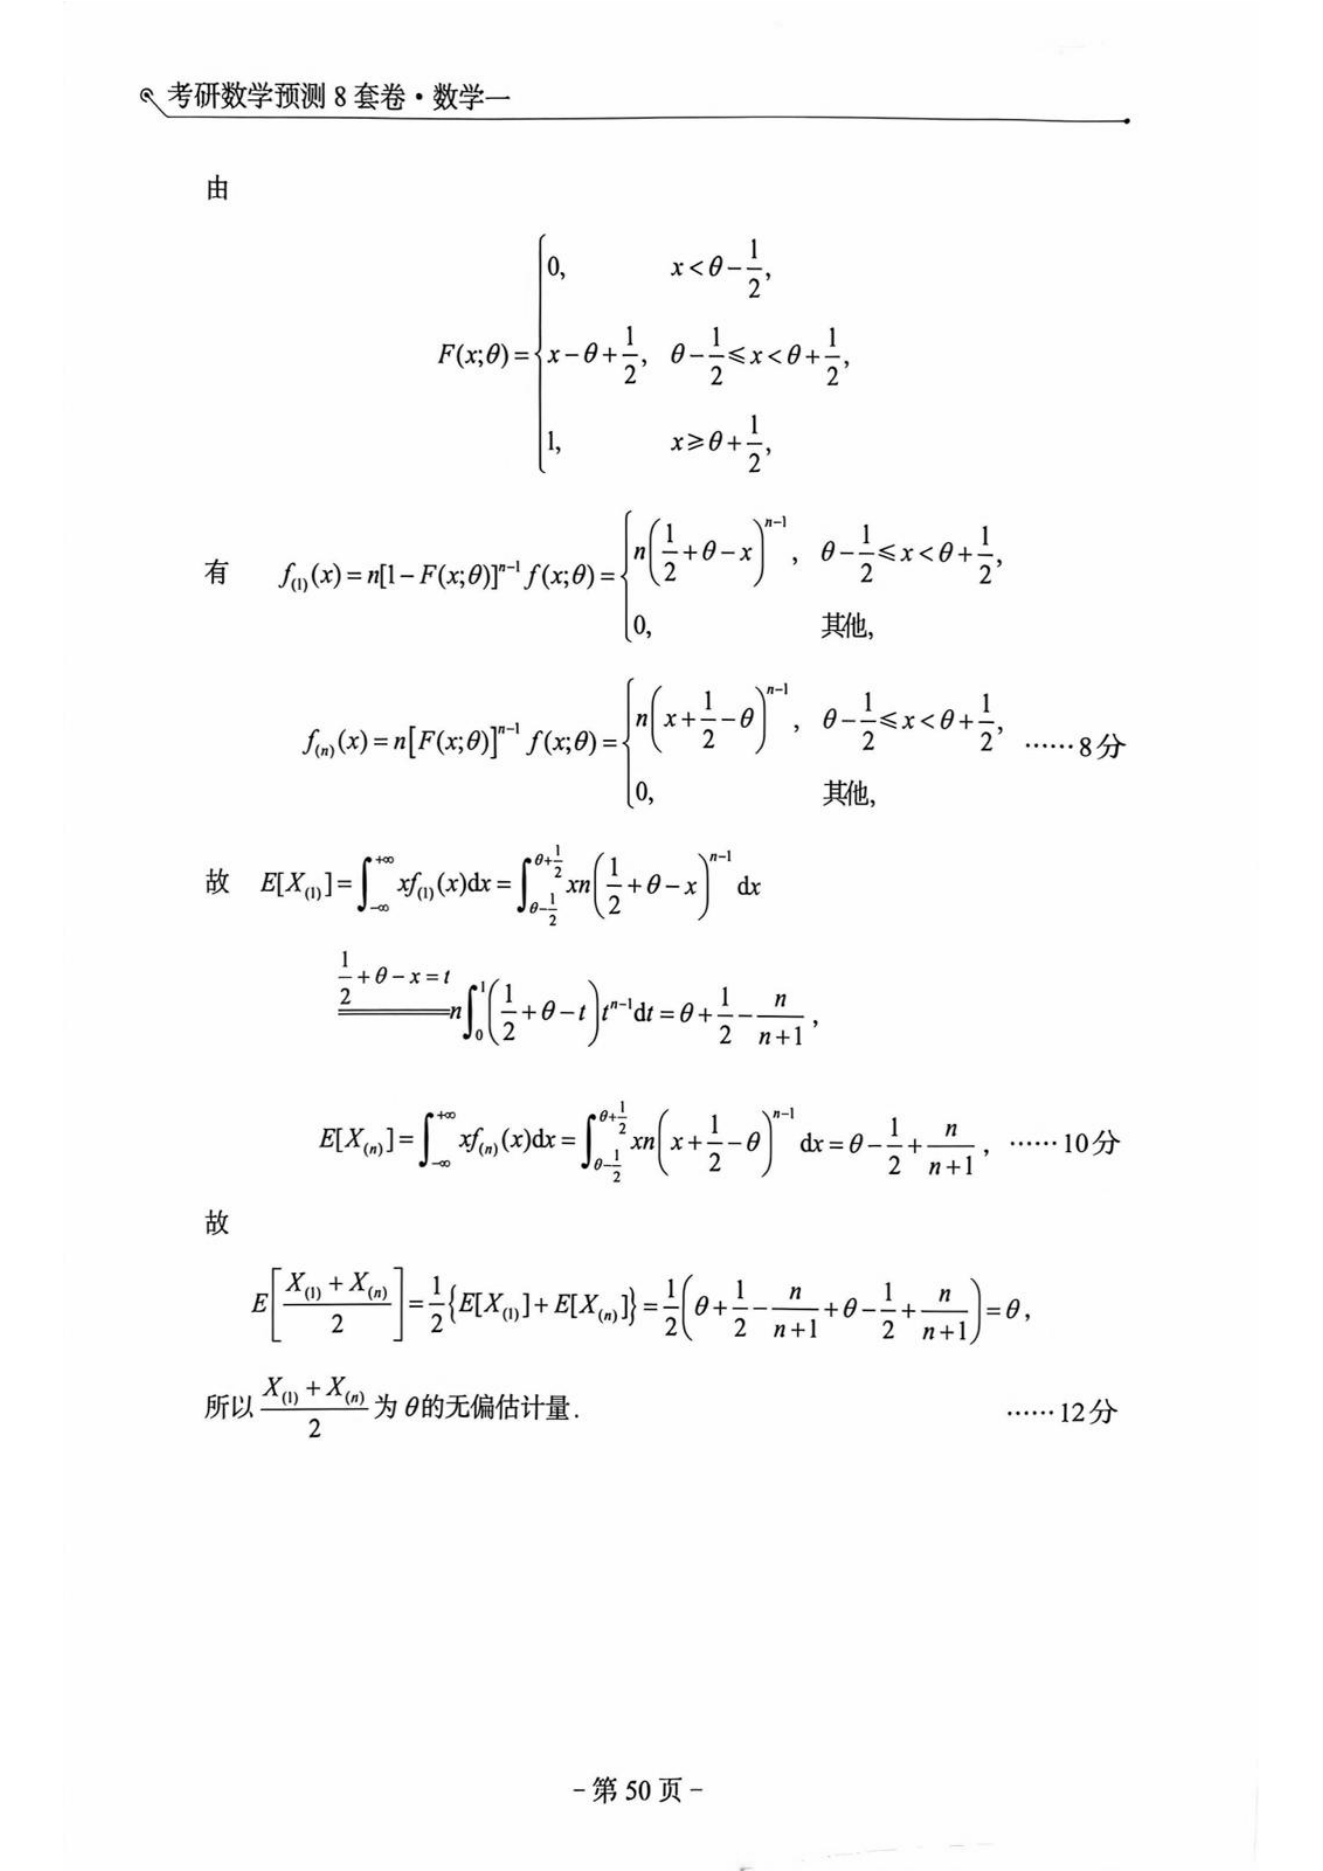 考研数学预测8套卷·数学一
由
F(x;θ)={0, x<θ-1/2,
x-θ+1/2, θ-1/2≤x<θ+1/2,
1, x≥θ+1/2,
有 f_(1)(x)=n[1-F(x;θ)]^{n-1}f(x;θ)={n(1/2+θ-x)^{n-1}, θ-1/2≤x<θ+1/2,
0, 其他,
f_(n)(x)=n[F(x;θ)]^{n-1}f(x;θ)={n(x+1/2-θ)^{n-1}, θ-1/2≤x<θ+1/2, ……8分
0, 其他,
故 E[X_(1)]=∫_{-∞}^{+∞}xf_(1)(x)dx=∫_{θ-1/2}^{θ+1/2}xn(1/2+θ-x)^{n-1}dx
1/2+θ-x=t
n∫_0^1(1/2+θ-t)t^{n-1}dt=θ+1/2-n/(n+1),
E[X_(n)]=∫_{-∞}^{+∞}xf_(n)(x)dx=∫_{θ-1/2}^{θ+1/2}xn(x+1/2-θ)^{n-1}dx=θ-1/2+n/(n+1), ……10分
故
E[(X_(1)+X_(n))/2]=1/2{E[X_(1)]+E[X_(n)]}=1/2(θ+1/2-n/(n+1)+θ-1/2+n/(n+1))=θ,
所以(X_(1)+X_(n))/2为θ的无偏估计量. ……12分
-第50页-